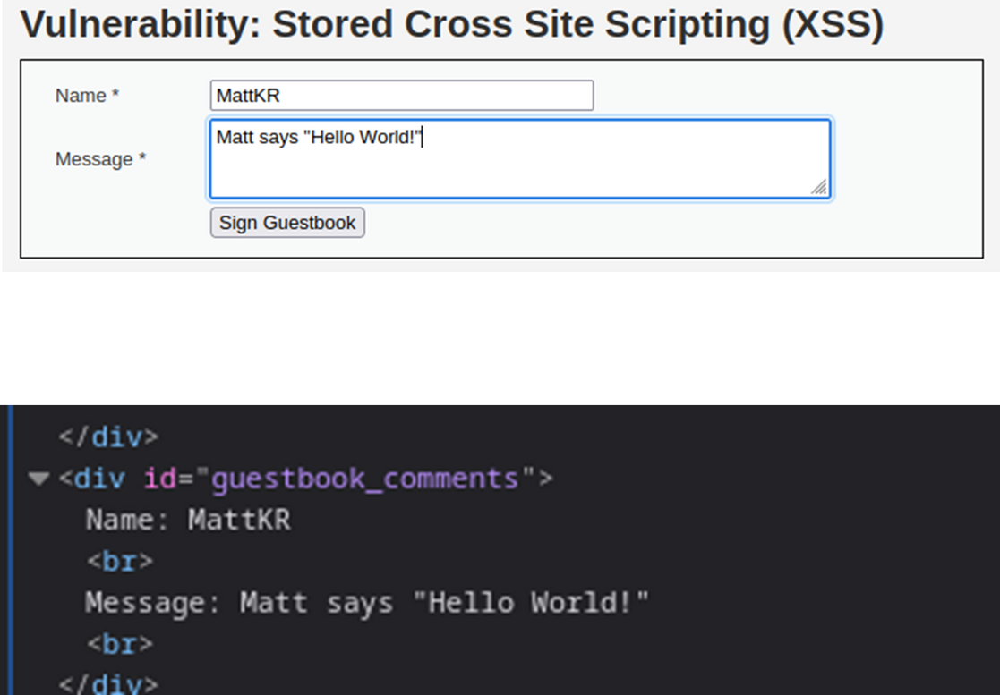 Vulnerability: Stored Cross Site Scripting (XSS)
Name * MattKR
Message * Matt says "Hello World!"
Sign Guestbook
</div>
<div id="guestbook_comments">
Name: MattKR
<br>
Message: Matt says "Hello World!"
<br>
</div>